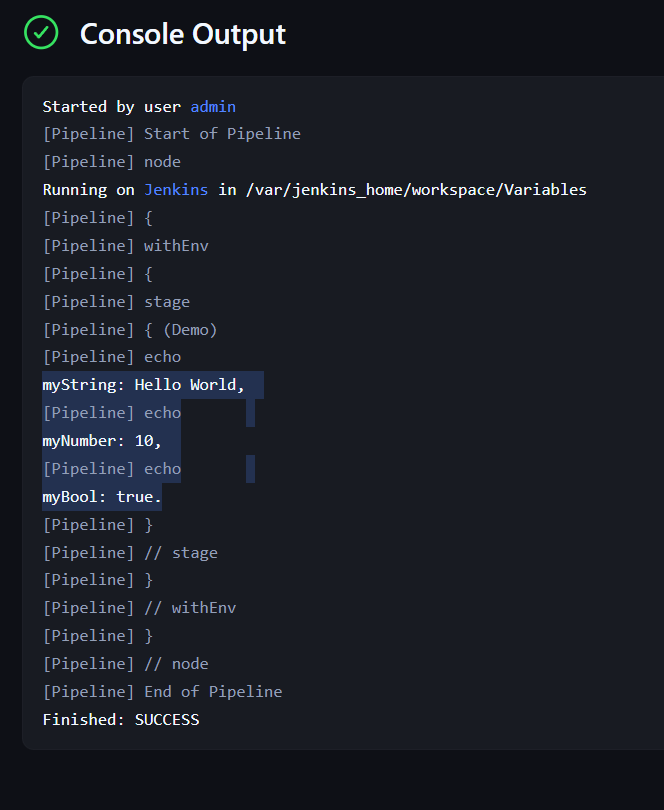 Console Output
Started by user admin
[Pipeline] Start of Pipeline
[Pipeline] node
Running on Jenkins in /var/jenkins_home/workspace/Variables
[Pipeline] {
[Pipeline] withEnv
[Pipeline] {
[Pipeline] stage
[Pipeline] { (Demo)
[Pipeline] echo
myString: Hello World,
[Pipeline] echo
myNumber: 10,
[Pipeline] echo
myBool: true.
[Pipeline] }
[Pipeline] // stage
[Pipeline] }
[Pipeline] // withEnv
[Pipeline] }
[Pipeline] // node
[Pipeline] End of Pipeline
Finished: SUCCESS